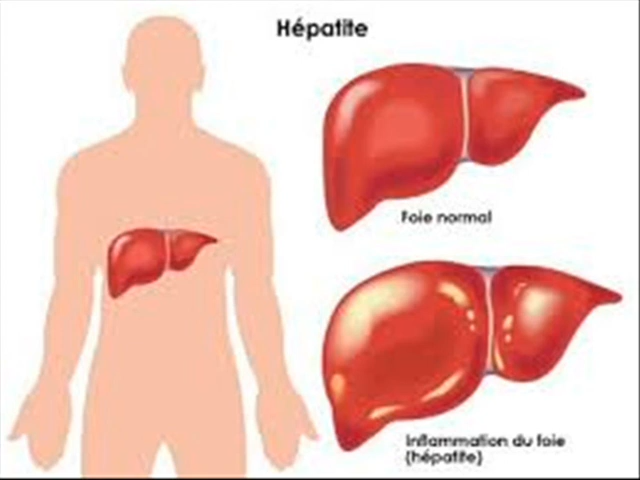 Hépatite
Foie normal
Inflammation du foie
(hépatite)